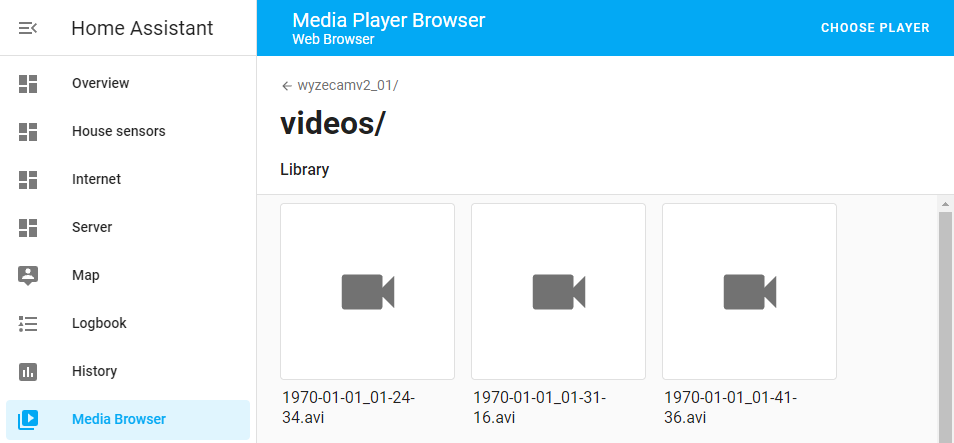 Home Assistant
Overview
House sensors
Internet
Server
Map
Logbook
History
Media Browser
Media Player Browser
Web Browser
CHOOSE PLAYER
wyzecamv2_01/
videos/
Library
1970-01-01_01-24-
34.avi
1970-01-01_01-31-
16.avi
1970-01-01_01-41-
36.avi